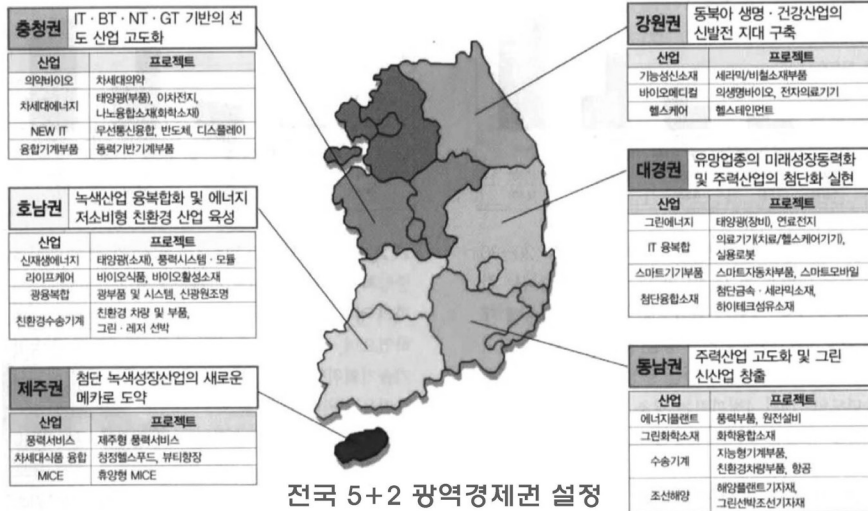 충청권
IT · BT · NT · GT 기반의 선
도 산업 고도화
산업 프로젝트
의약바이오 차세대의약
차세대에너지 태양광(부품), 이차전지,
나노융합소재(화학소재)
NEW IT 무선통신융합, 반도체, 디스플레이
융합기계부품 동력기반기계부품
호남권
녹색산업 융복합화 및 에너지
저소비형 친환경 산업 육성
산업 프로젝트
신재생에너지 태양광(소재), 풍력시스템 · 모듈
라이프케어 바이오식품, 바이오활성소재
광융복합 광부품 및 시스템, 신광원조명
친환경수송기계 친환경 차량 및 부품,
그린 · 레저 선박
제주권
첨단 녹색성장산업의 새로운
메카로 도약
산업 프로젝트
풍력서비스 제주형 풍력서비스
차세대식품 융합 청정헬스푸드, 뷰티향장
MICE 휴양형 MICE
강원권
동북아 생명 · 건강산업의
신발전 지대 구축
산업 프로젝트
기능성신소재 세라믹/비철소재부품
바이오메디컬 의생명바이오, 전자의료기기
헬스케어 헬스테인먼트
대경권
유망업종의 미래성장동력화
및 주력산업의 첨단화 실현
산업 프로젝트
그린에너지 태양광(장비), 연료전지
IT 융복합 의료기기(치료/헬스케어기기),
실용로봇
스마트기기부품 스마트자동차부품, 스마트모바일
첨단융합소재 첨단금속 · 세라믹소재,
하이테크섬유소재
동남권
주력산업 고도화 및 그린
신산업 창출
산업 프로젝트
에너지플랜트 풍력부품, 원전설비
그린화학소재 화학융합소재
수송기계 지능형기계부품,
친환경차량부품, 항공
조선해양 해양플랜트기자재,
그린선박조선기자재
전국 5+2 광역경제권 설정